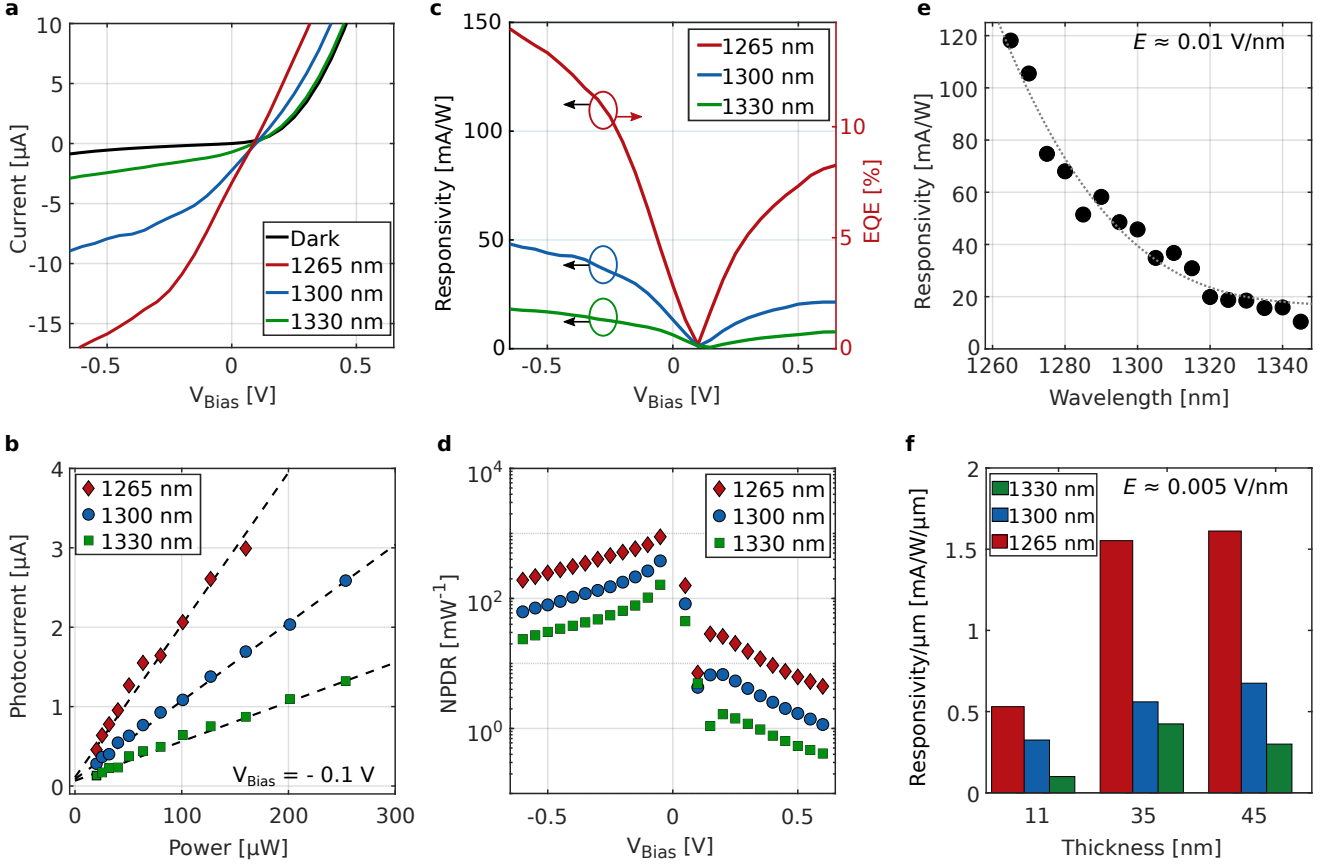 a
10
5
0
-5
-10
-15
-0.5
0
0.5
Current [µA]
V_Bias [V]
Dark
1265 nm
1300 nm
1330 nm
c
150
100
50
0
-0.5
0
0.5
Responsivity [mA/W]
10
5
0
EQE [%]
V_Bias [V]
1265 nm
1300 nm
1330 nm
e
120
100
80
60
40
20
0
1260
1280
1300
1320
1340
Responsivity [mA/W]
Wavelength [nm]
E ≈ 0.01 V/nm
b
4
3
2
1
0
0
100
200
300
Photocurrent [µA]
Power [µW]
1265 nm
1300 nm
1330 nm
V_Bias = - 0.1 V
d
10^4
10^2
10^0
-0.5
0
0.5
NPDR [mW^-1]
V_Bias [V]
1265 nm
1300 nm
1330 nm
f
2
1.5
1
0.5
0
11
35
45
Responsivity/µm [mA/W/µm]
Thickness [nm]
1330 nm
1300 nm
1265 nm
E ≈ 0.005 V/nm